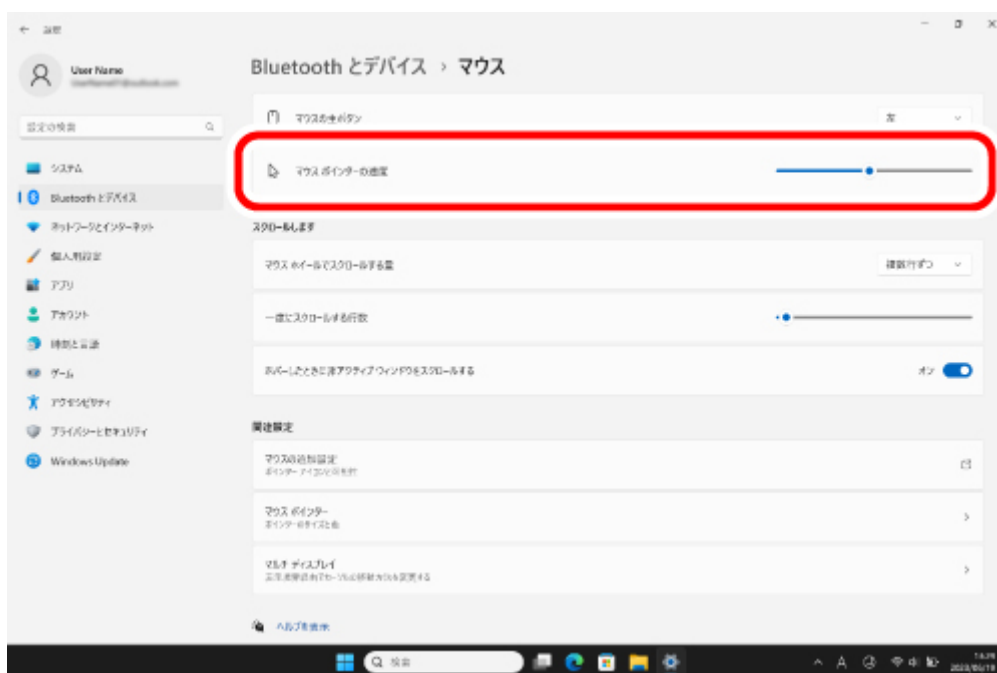 設定
User Name
Bluetooth とデバイス › マウス
設定の検索
システム
Bluetooth とデバイス
ネットワークとインターネット
個人用設定
アプリ
アカウント
時刻と言語
ゲーム
アクセシビリティ
プライバシーとセキュリティ
Windows Update
マウスの主ボタン
左
マウス ポインターの速度
スクロールします
マウス ホイールでスクロールする量
複数行ずつ
一度にスクロールする行数
ホバーしたときに非アクティブ ウィンドウをスクロールする
オン
関連設定
マウスの追加設定
ポインター アイコンと可視性
マウス ポインター
ポインターのサイズと色
マルチ ディスプレイ
ヘルプを表示
検索
A